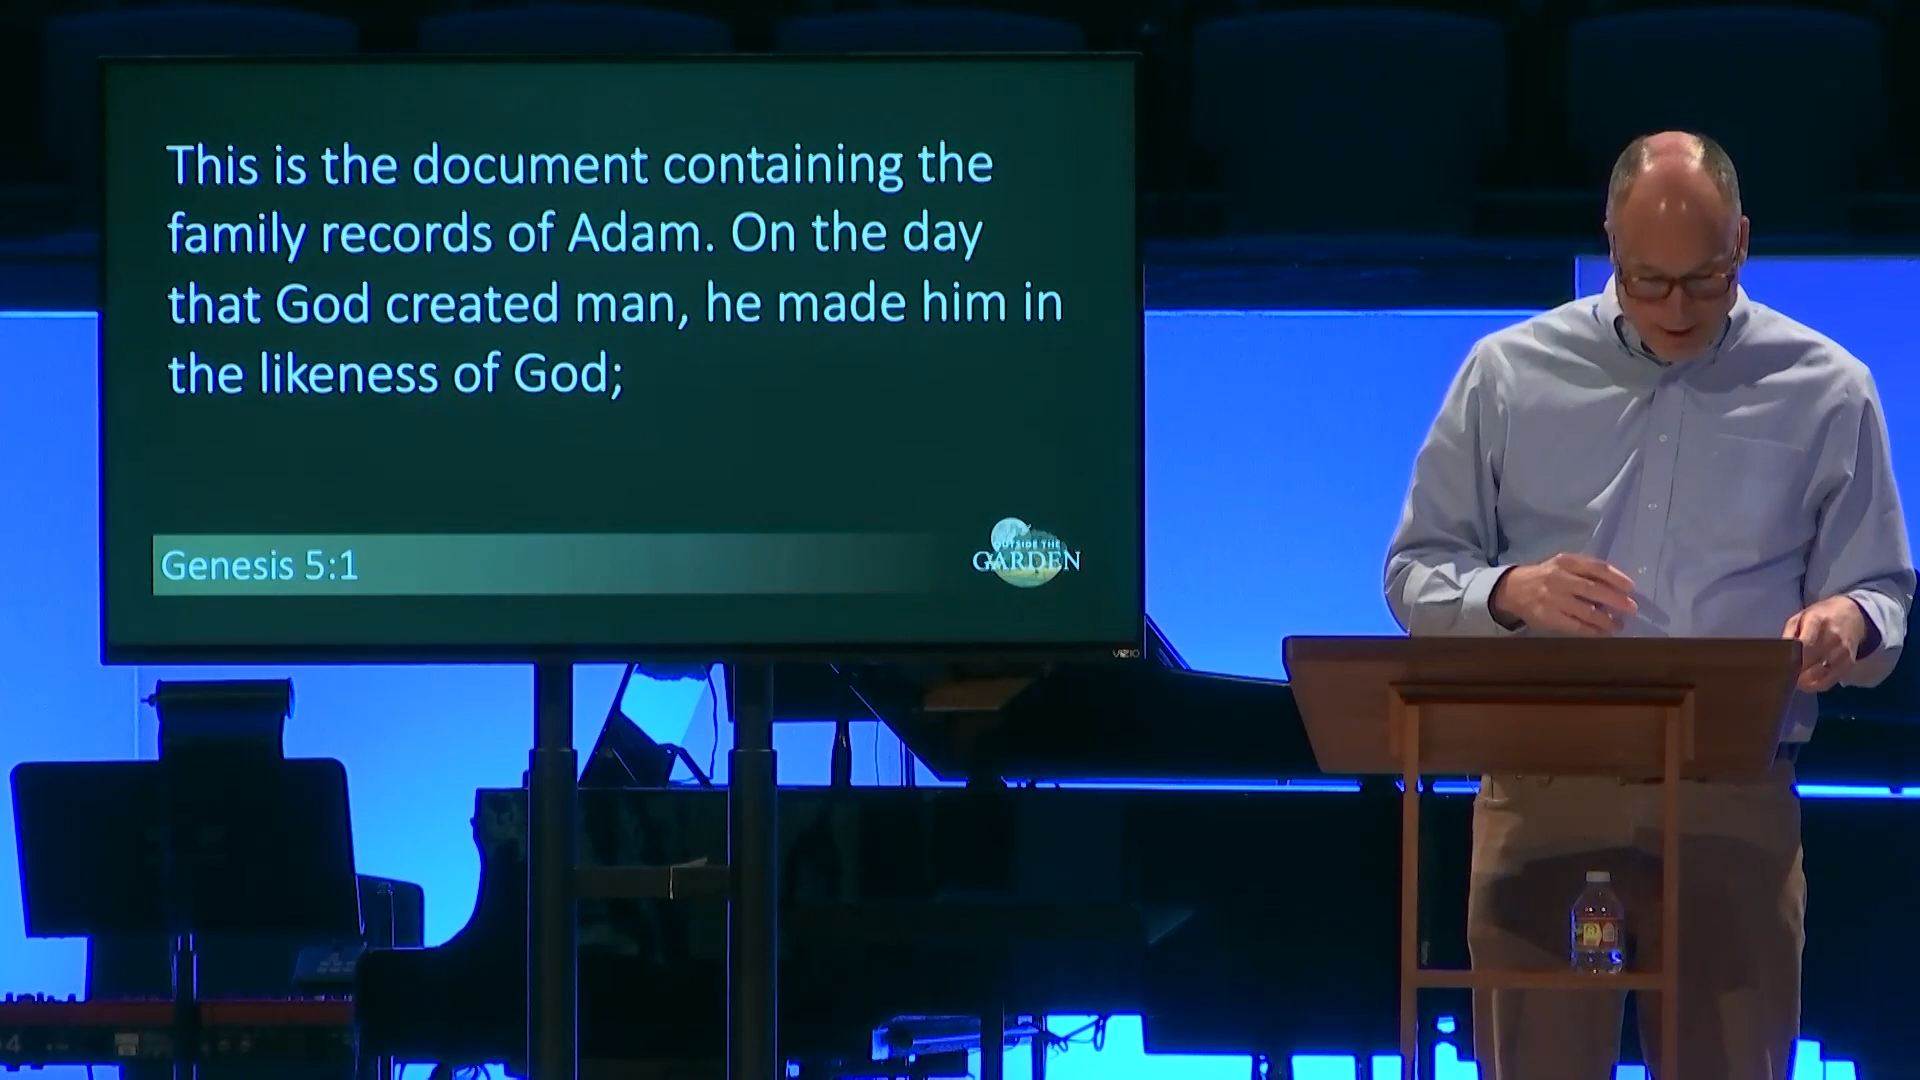 This is the document containing the
family records of Adam. On the day
that God created man, he made him in
the likeness of God;
Genesis 5:1
OUTSIDE THE
GARDEN
VIZIO